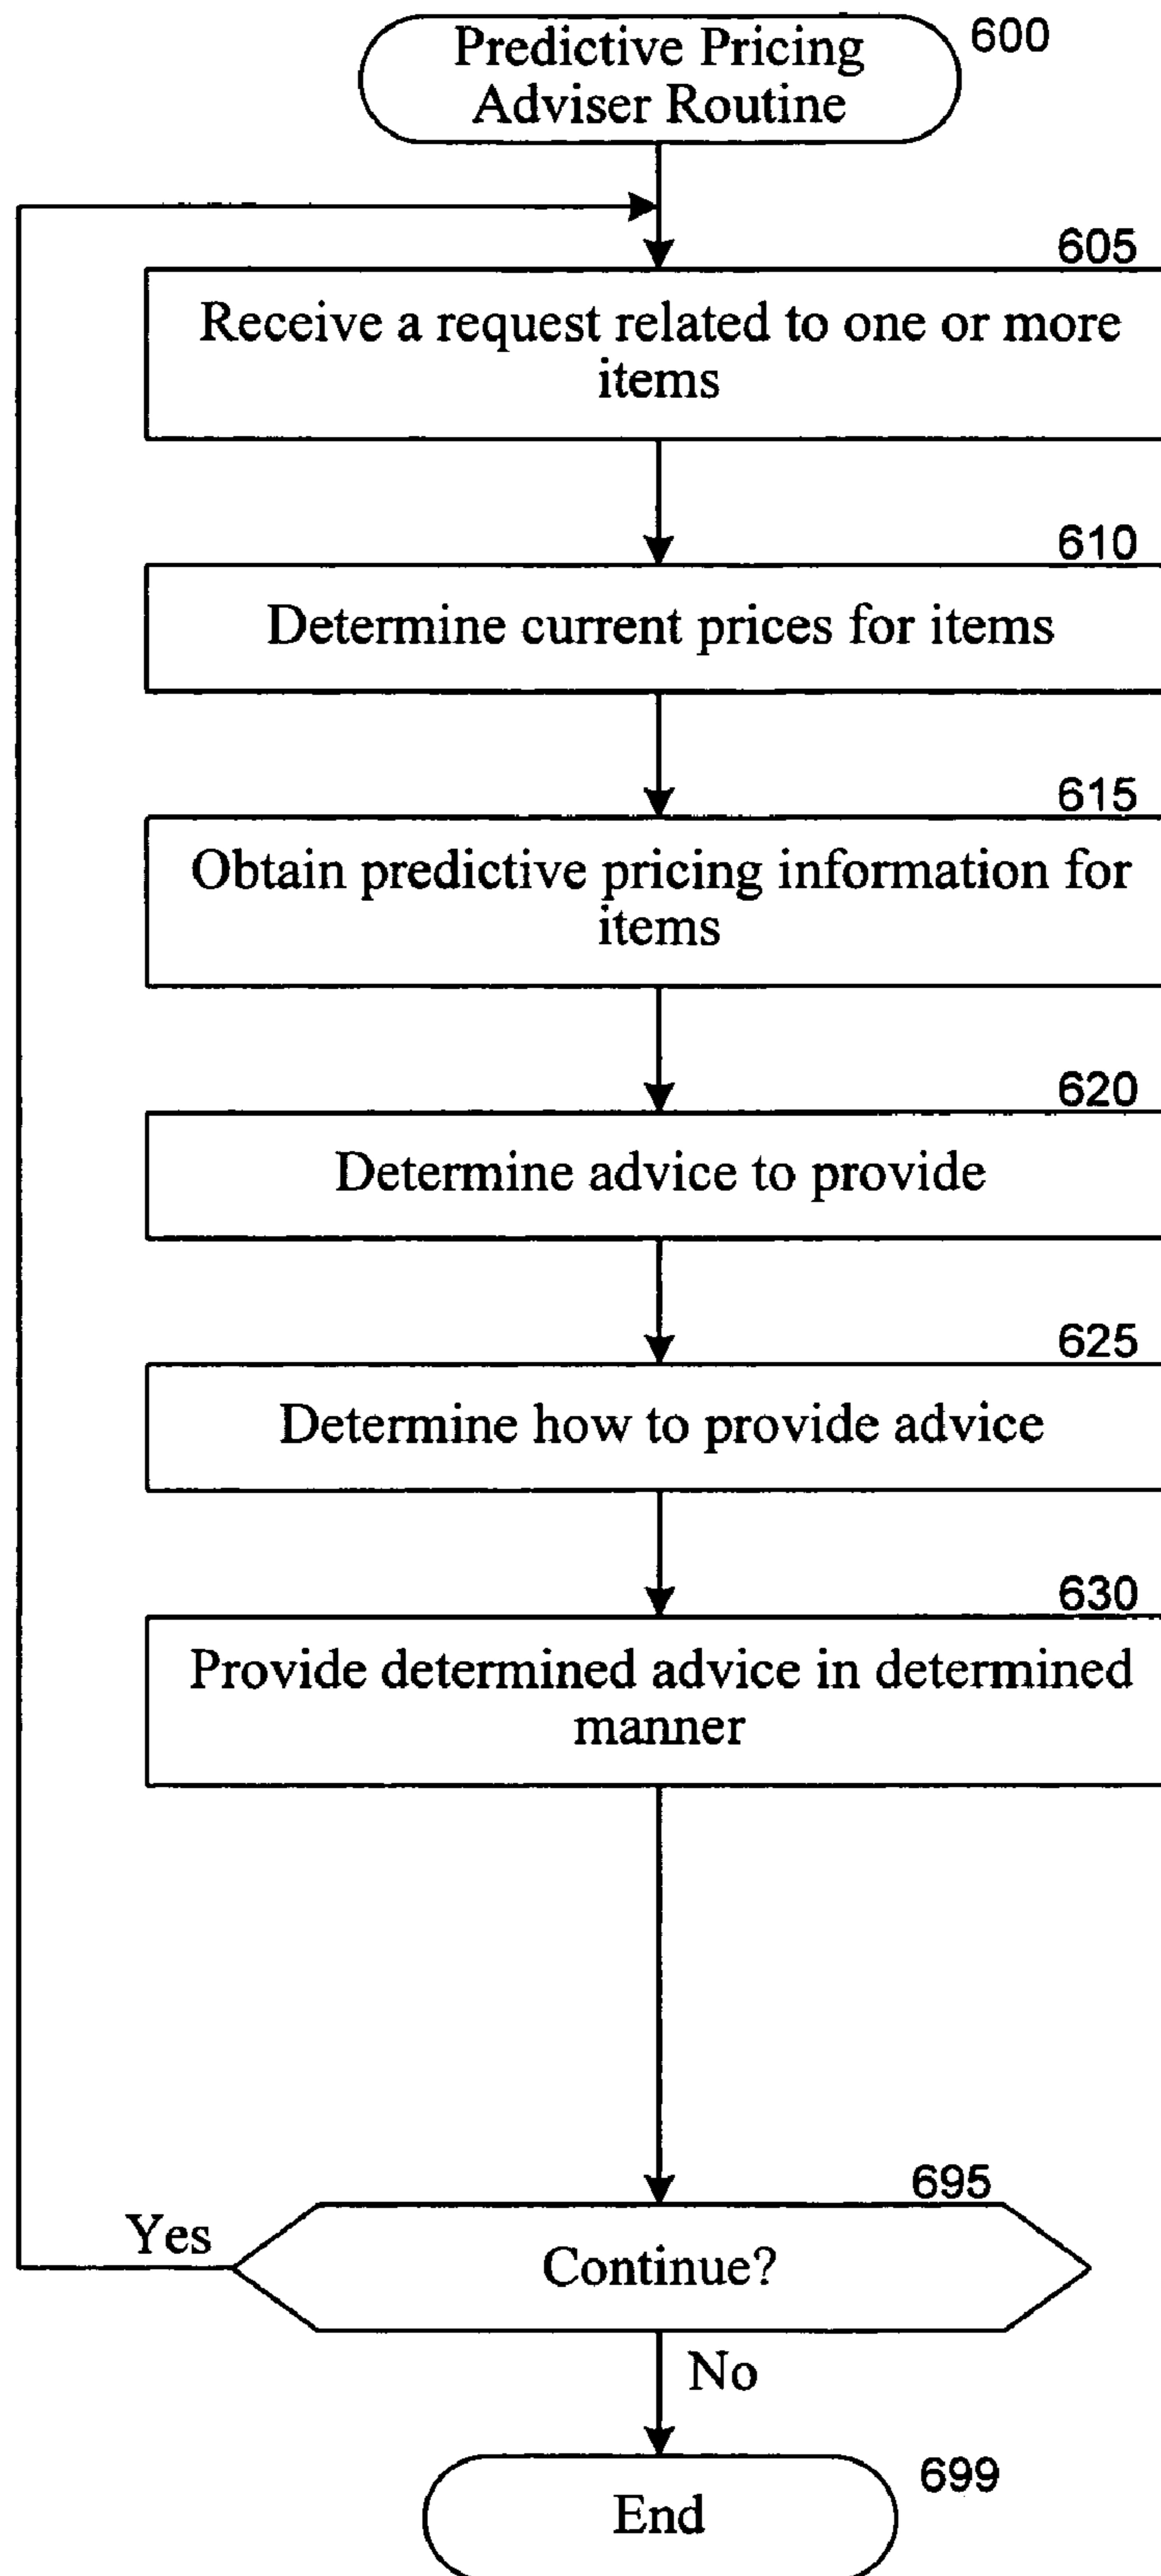 Predictive Pricing
Adviser Routine
600
605
Receive a request related to one or more
items
610
Determine current prices for items
615
Obtain predictive pricing information for
items
620
Determine advice to provide
625
Determine how to provide advice
630
Provide determined advice in determined
manner
695
Yes
Continue?
No
699
End